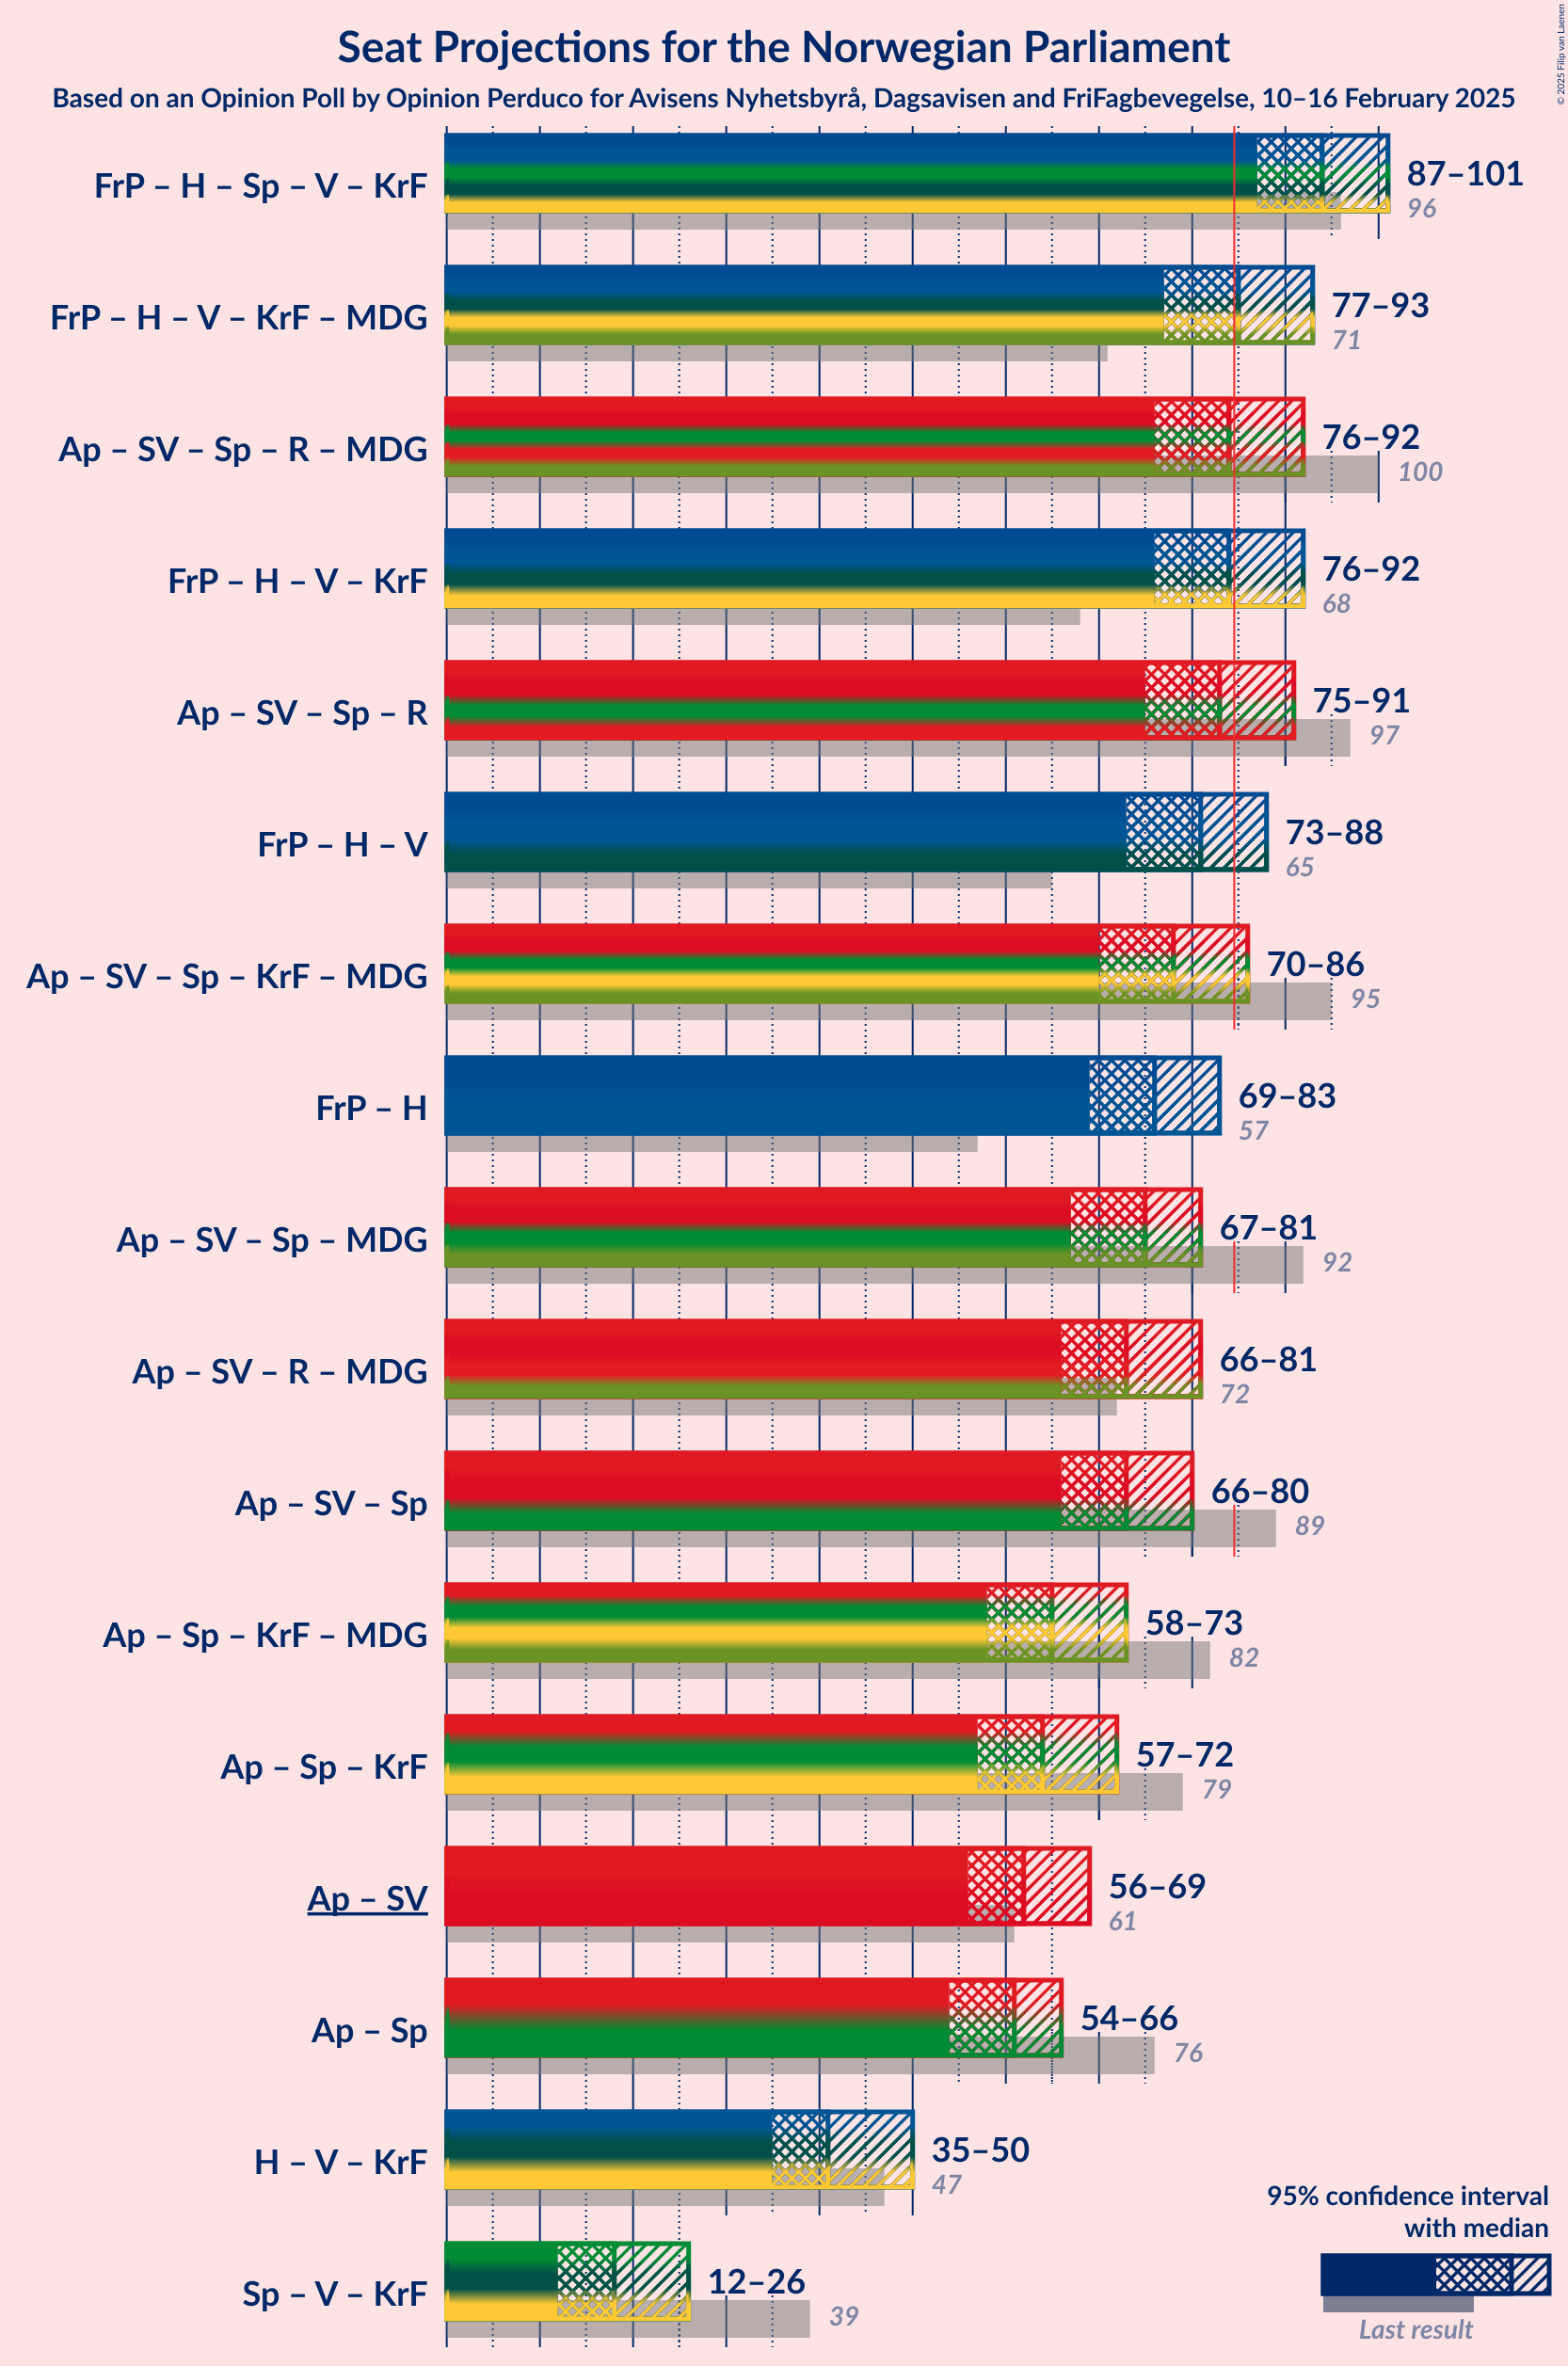 Seat Projections for the Norwegian Parliament
Based on an Opinion Poll by Opinion Perduco for Avisens Nyhetsbyrå, Dagsavisen and FriFagbevegelse, 10–16 February 2025
© 2025 Filip van Laenen
FrP – H – Sp – V – KrF
87–101
96
FrP – H – V – KrF – MDG
77–93
71
Ap – SV – Sp – R – MDG
76–92
100
FrP – H – V – KrF
76–92
68
Ap – SV – Sp – R
75–91
97
FrP – H – V
73–88
65
Ap – SV – Sp – KrF – MDG
70–86
95
FrP – H
69–83
57
Ap – SV – Sp – MDG
67–81
92
Ap – SV – R – MDG
66–81
72
Ap – SV – Sp
66–80
89
Ap – Sp – KrF – MDG
58–73
82
Ap – Sp – KrF
57–72
79
Ap – SV
56–69
61
Ap – Sp
54–66
76
H – V – KrF
35–50
47
Sp – V – KrF
12–26
39
95% confidence interval
with median
Last result